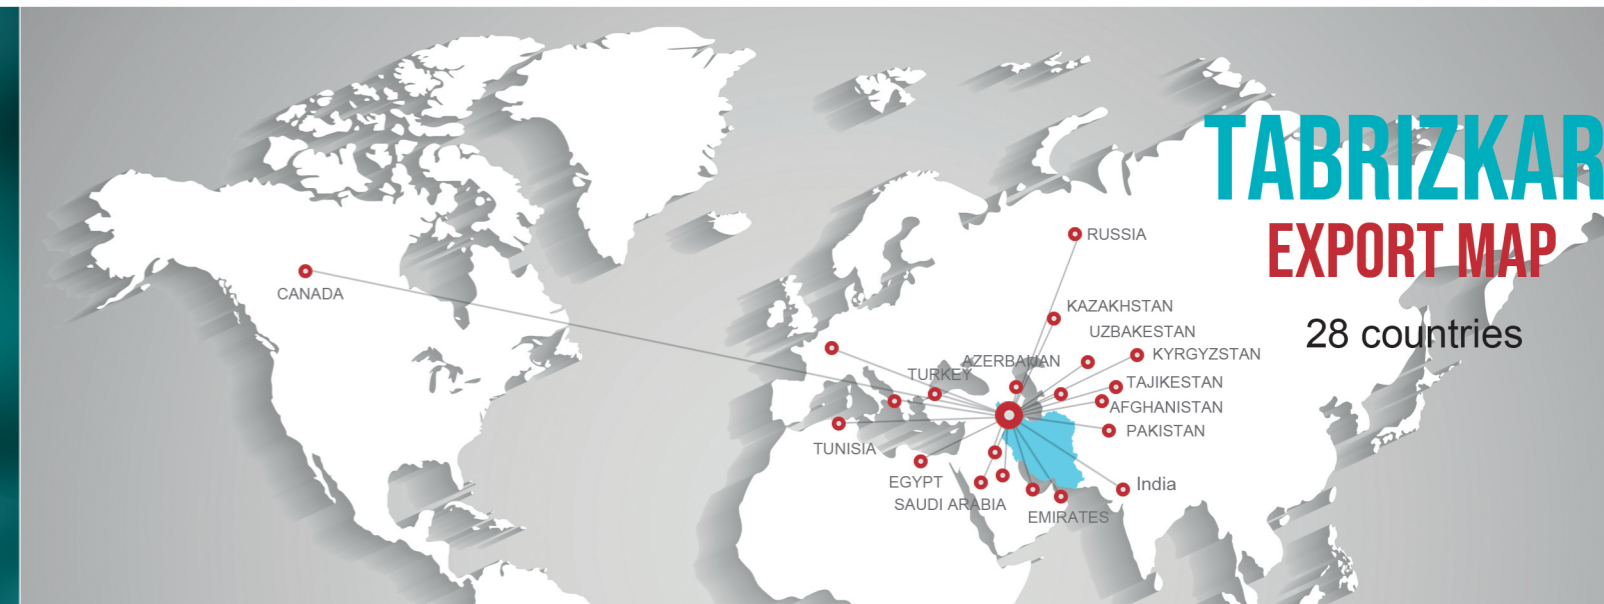 TABRIZKAR
EXPORT MAP
28 countries
RUSSIA
CANADA
KAZAKHSTAN
UZBAKESTAN
KYRGYZSTAN
AZERBAIJAN
TURKEY
TAJIKESTAN
AFGHANISTAN
PAKISTAN
TUNISIA
EGYPT
India
SAUDI ARABIA
EMIRATES